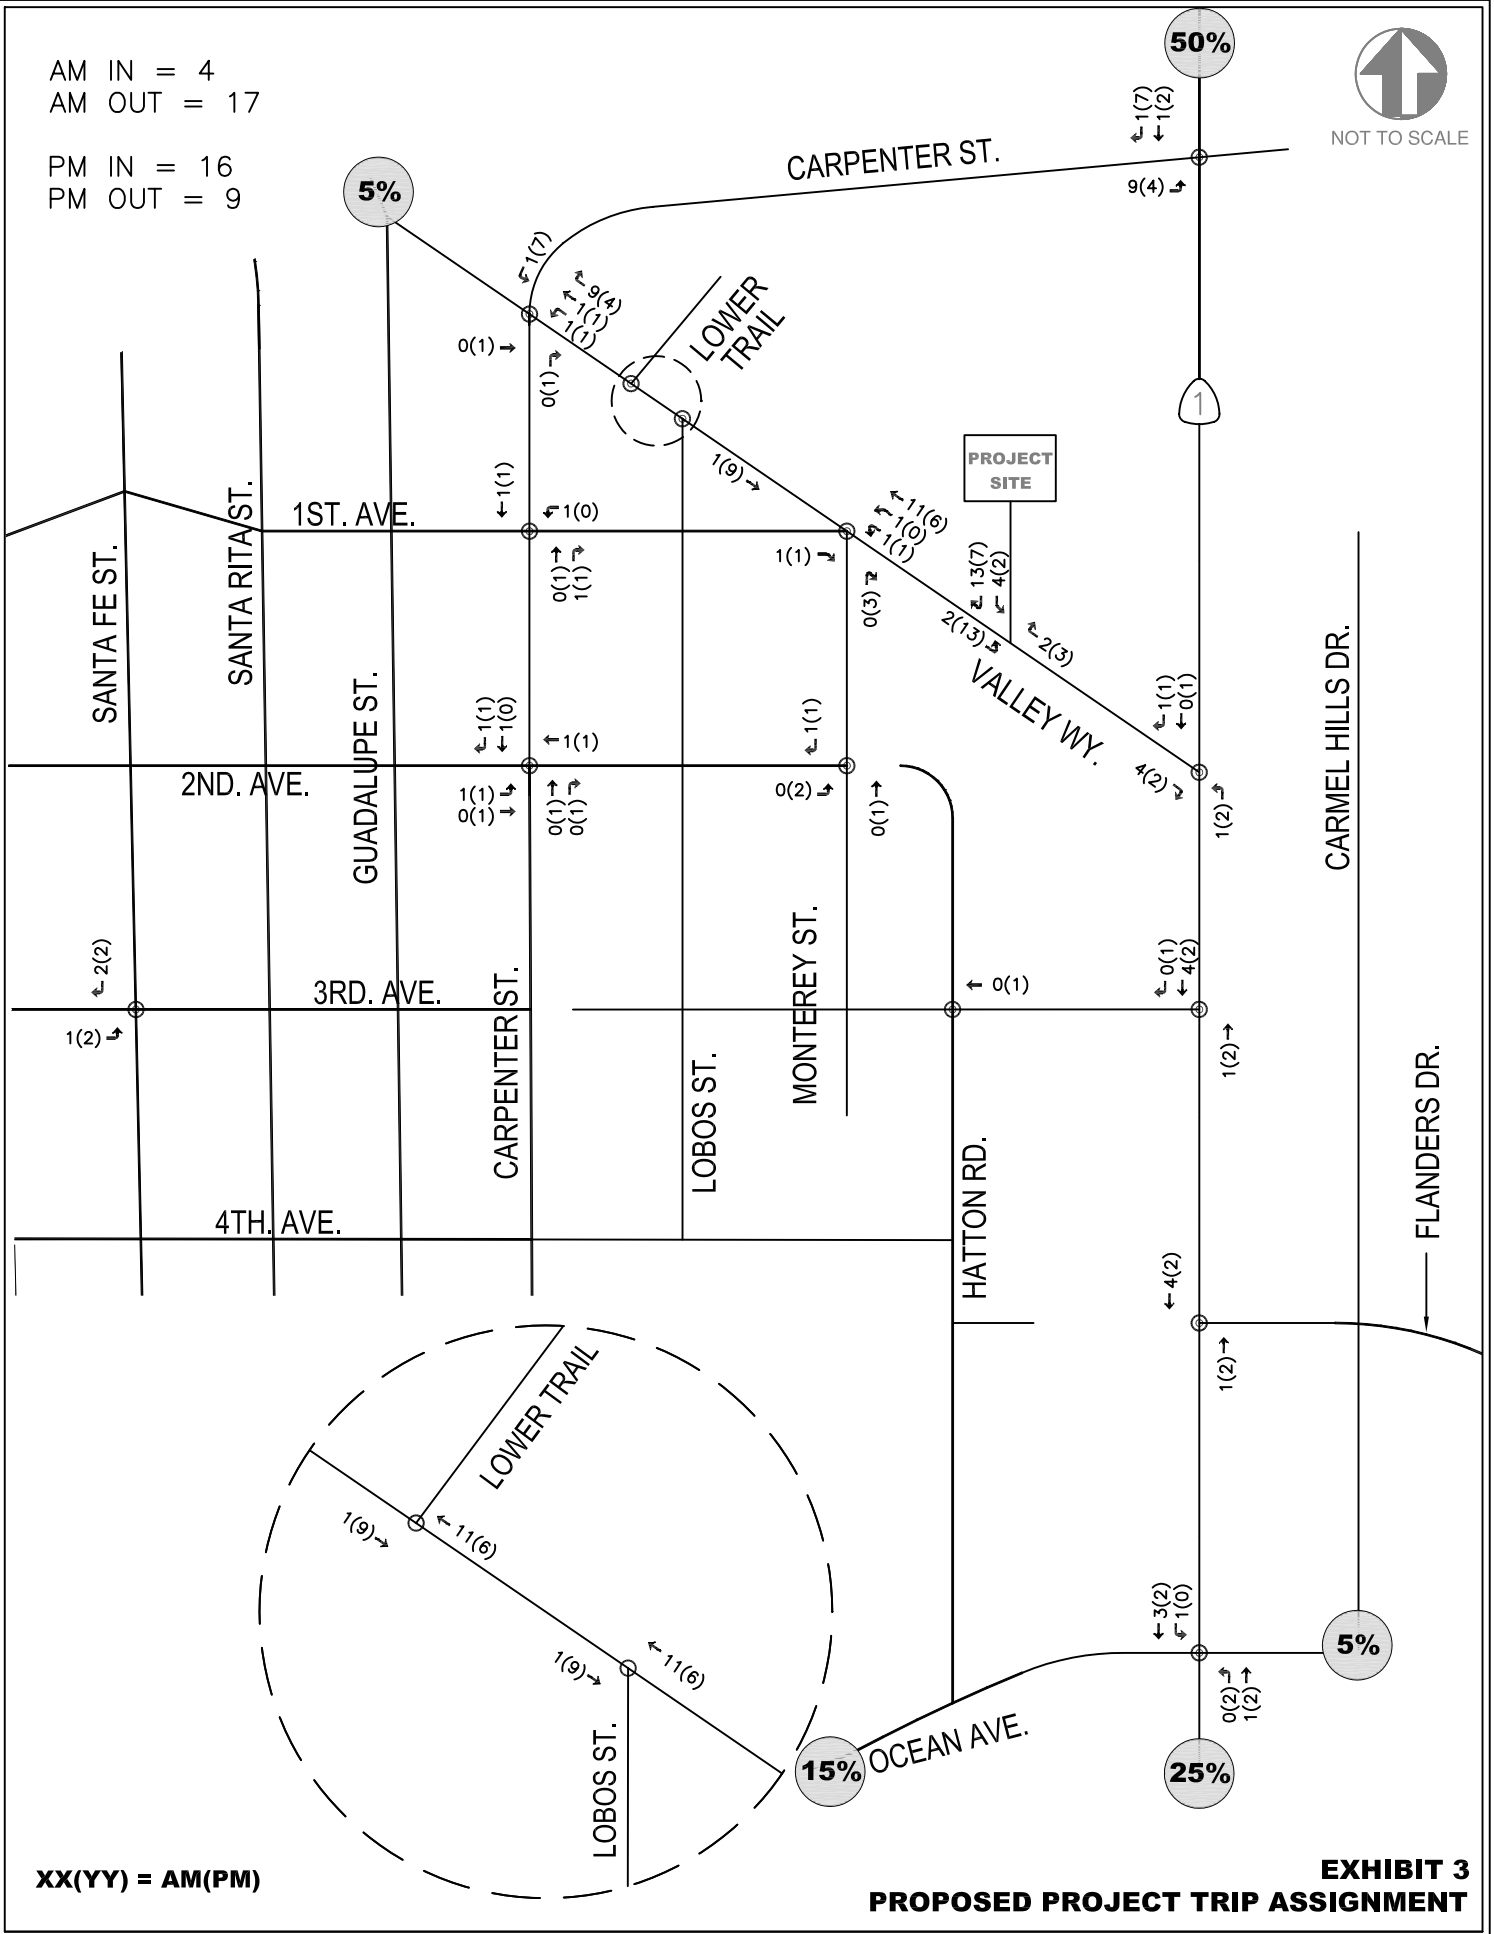 AM IN = 4
AM OUT = 17
PM IN = 16
PM OUT = 9
50%
NOT TO SCALE
1(7)
1(2)
CARPENTER ST.
9(4)
5%
1(7)
9(4)
1(1)
1(1)
0(1)
0(1)
LOWER
TRAIL
1
PROJECT
SITE
1(9)
1(1)
1ST. AVE.
1(0)
0(1)
1(1)
11(6)
1(0)
1(1)
1(1)
0(3)
13(7)
4(2)
2(13)
2(3)
VALLEY WY.
SANTA FE ST.
SANTA RITA ST.
GUADALUPE ST.
1(1)
1(0)
1(1)
1(1)
1(1)
0(1)
2ND. AVE.
1(1)
0(1)
0(1)
0(1)
0(2)
0(1)
4(2)
1(2)
CARMEL HILLS DR.
2(2)
3RD. AVE.
1(2)
CARPENTER ST.
LOBOS ST.
MONTEREY ST.
0(1)
0(1)
4(2)
1(2)
4TH. AVE.
HATTON RD.
FLANDERS DR.
4(2)
1(2)
LOWER TRAIL
1(9)
11(6)
1(9)
11(6)
LOBOS ST.
3(2)
1(0)
5%
0(2)
1(2)
15%
OCEAN AVE.
25%
XX(YY) = AM(PM)
EXHIBIT 3
PROPOSED PROJECT TRIP ASSIGNMENT